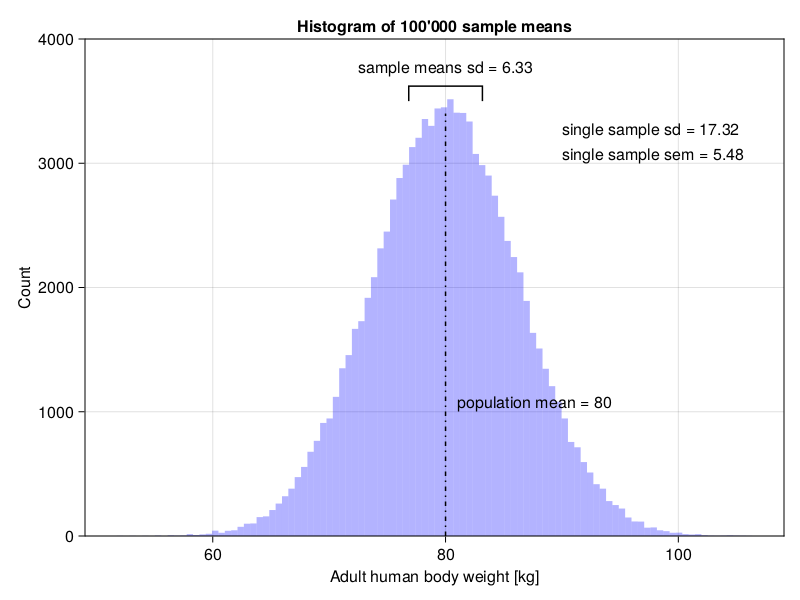 Histogram of 100'000 sample means
4000
sample means sd = 6.33
single sample sd = 17.32
single sample sem = 5.48
3000
2000
Count
population mean = 80
1000
0
60
80
100
Adult human body weight [kg]